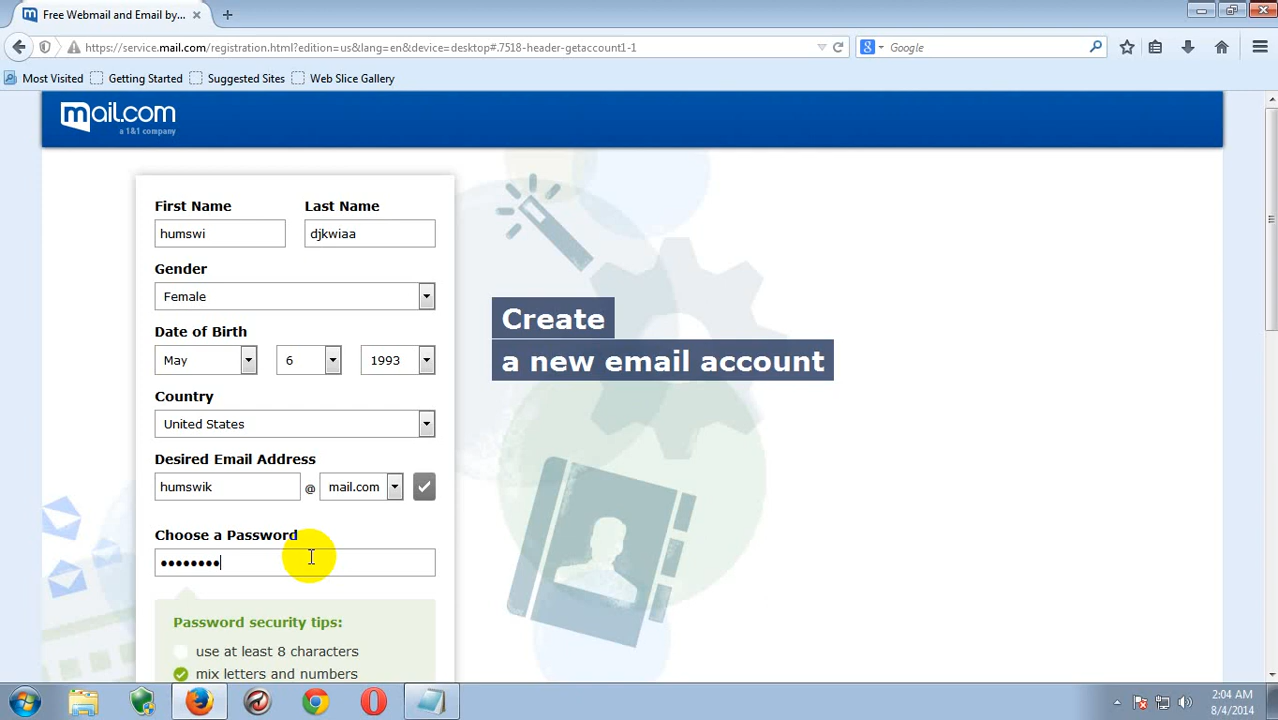 Free Webmail and Email by...
https://service.mail.com/registration.html?edition=us&lang=en&device=desktop#.7518-header-getaccount1-1
Google
Most Visited
Getting Started
Suggested Sites
Web Slice Gallery
mail.com
a 1&1 company
First Name
Last Name
humswi
djkwiaa
Gender
Female
Date of Birth
May
6
1993
Country
United States
Desired Email Address
humswik
@
mail.com
Choose a Password
••••••••
Password security tips:
use at least 8 characters
mix letters and numbers
Create
a new email account
2:04 AM
8/4/2014